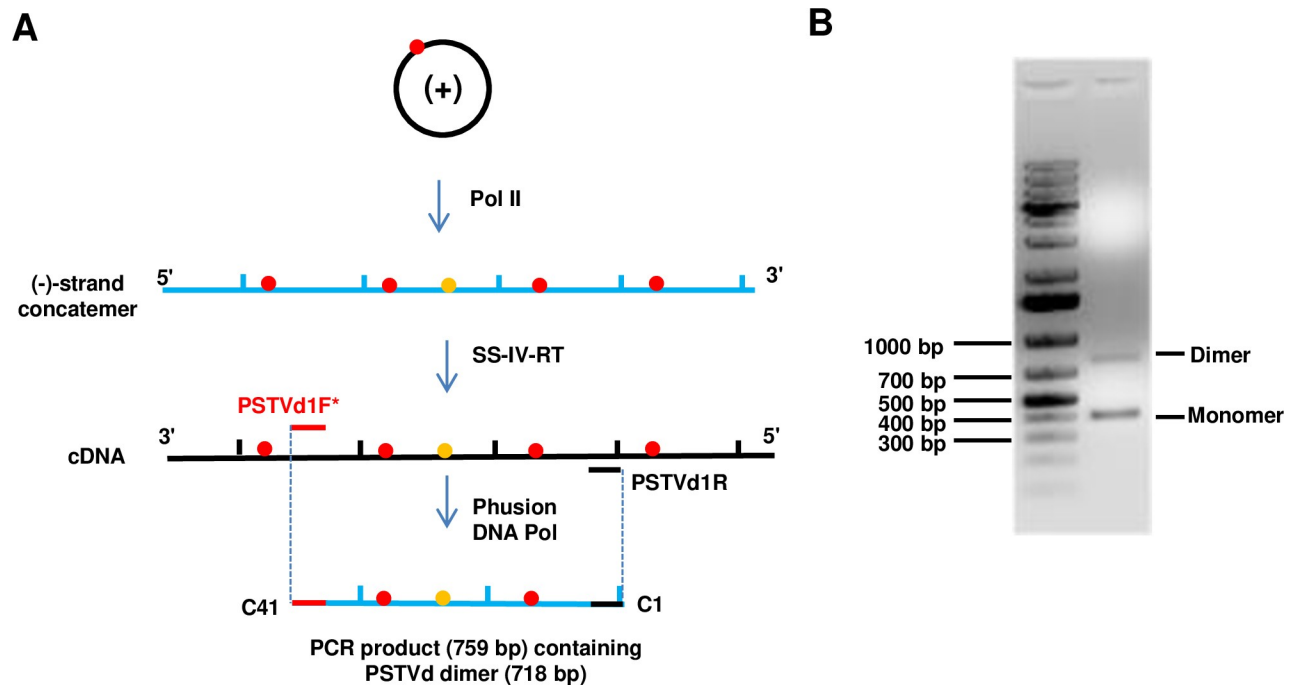 A
(+)
Pol II
(-)-strand
concatemer
5'
3'
SS-IV-RT
PSTVd1F*
3'
5'
cDNA
PSTVd1R
Phusion
DNA Pol
C41
C1
PCR product (759 bp) containing
PSTVd dimer (718 bp)
B
1000 bp
700 bp
500 bp
400 bp
300 bp
Dimer
Monomer